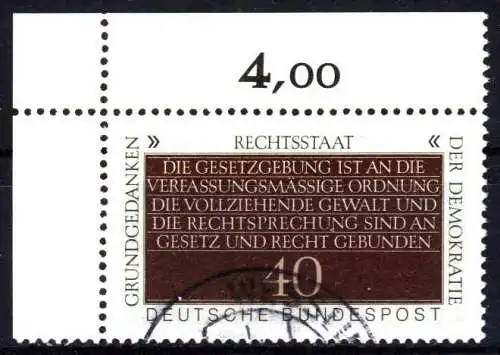 4,00
» RECHTSSTAAT «
GRUNDGEDANKEN
DER DEMOKRATIE
DIE GESETZGEBUNG IST AN DIE
VERFASSUNGSMÄSSIGE ORDNUNG
DIE VOLLZIEHENDE GEWALT UND
DIE RECHTSPRECHUNG SIND AN
GESETZ UND RECHT GEBUNDEN
40
DEUTSCHE BUNDESPOST